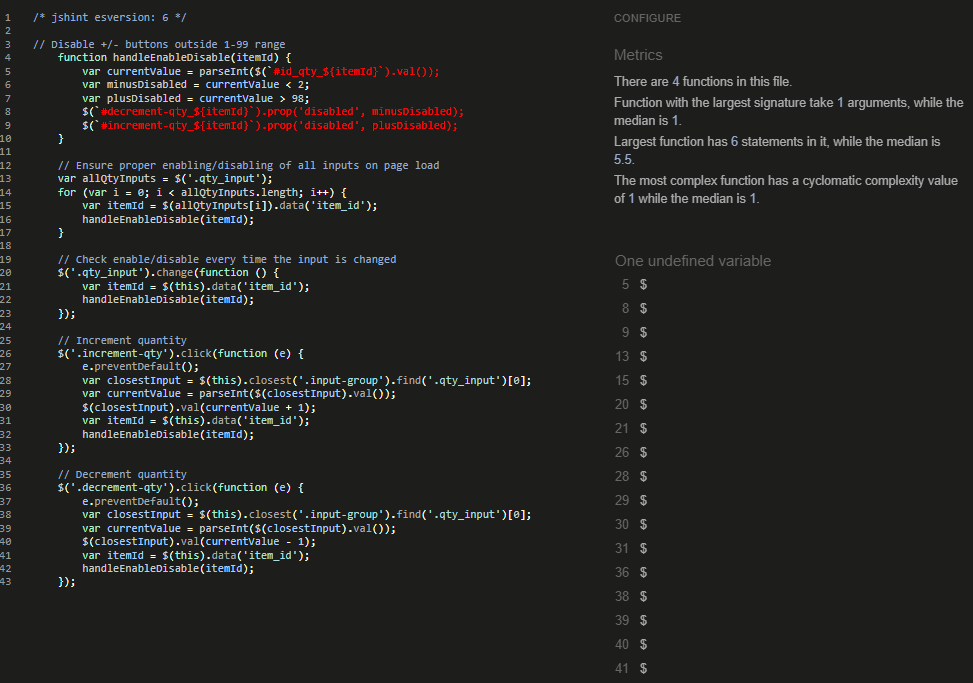 CONFIGURE
1 /* jshint esversion: 6 */
2
3 // Disable +/- buttons outside 1-99 range
4 function handleEnableDisable(itemId) {
5 var currentValue = parseInt($(`#id_qty_${itemId}`).val());
6 var minusDisabled = currentValue < 2;
7 var plusDisabled = currentValue > 98;
8 $(`#decrement-qty_${itemId}`).prop('disabled', minusDisabled);
9 $(`#increment-qty_${itemId}`).prop('disabled', plusDisabled);
10 }
11
12 // Ensure proper enabling/disabling of all inputs on page load
13 var allQtyInputs = $('.qty_input');
14 for (var i = 0; i < allQtyInputs.length; i++) {
15 var itemId = $(allQtyInputs[i]).data('item_id');
16 handleEnableDisable(itemId);
17 }
18
19 // Check enable/disable every time the input is changed
20 $('.qty_input').change(function () {
21 var itemId = $(this).data('item_id');
22 handleEnableDisable(itemId);
23 });
24
25 // Increment quantity
26 $('.increment-qty').click(function (e) {
27 e.preventDefault();
28 var closestInput = $(this).closest('.input-group').find('.qty_input')[0];
29 var currentValue = parseInt($(closestInput).val());
30 $(closestInput).val(currentValue + 1);
31 var itemId = $(this).data('item_id');
32 handleEnableDisable(itemId);
33 });
34
35 // Decrement quantity
36 $('.decrement-qty').click(function (e) {
37 e.preventDefault();
38 var closestInput = $(this).closest('.input-group').find('.qty_input')[0];
39 var currentValue = parseInt($(closestInput).val());
40 $(closestInput).val(currentValue - 1);
41 var itemId = $(this).data('item_id');
42 handleEnableDisable(itemId);
43 });
Metrics
There are 4 functions in this file.
Function with the largest signature take 1 arguments, while the
median is 1.
Largest function has 6 statements in it, while the median is
5.5.
The most complex function has a cyclomatic complexity value
of 1 while the median is 1.
One undefined variable
5 $
8 $
9 $
13 $
15 $
20 $
21 $
26 $
28 $
29 $
30 $
31 $
36 $
38 $
39 $
40 $
41 $